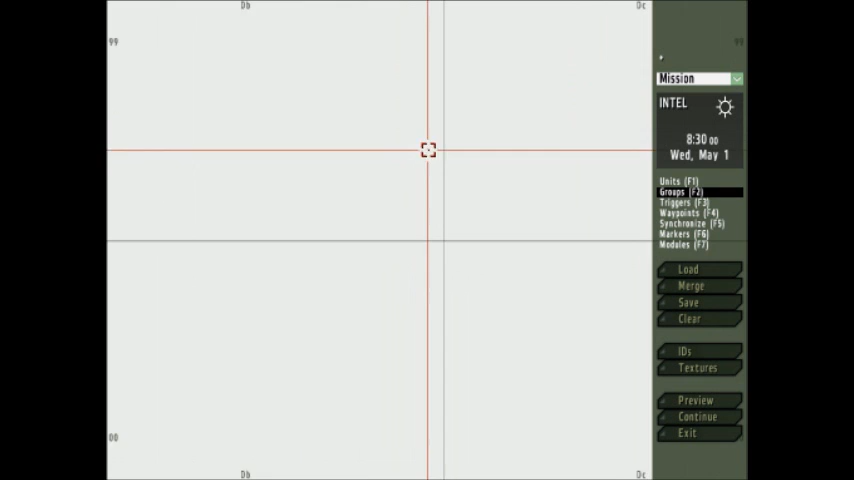 Db
Dc
99
99
Mission
INTEL
8:30 00
Wed, May 1
Units (F1)
Groups (F2)
Triggers (F3)
Waypoints (F4)
Synchronize (F5)
Markers (F6)
Modules (F7)
Load
Merge
Save
Clear
IDs
Textures
Preview
Continue
Exit
00
Db
Dc